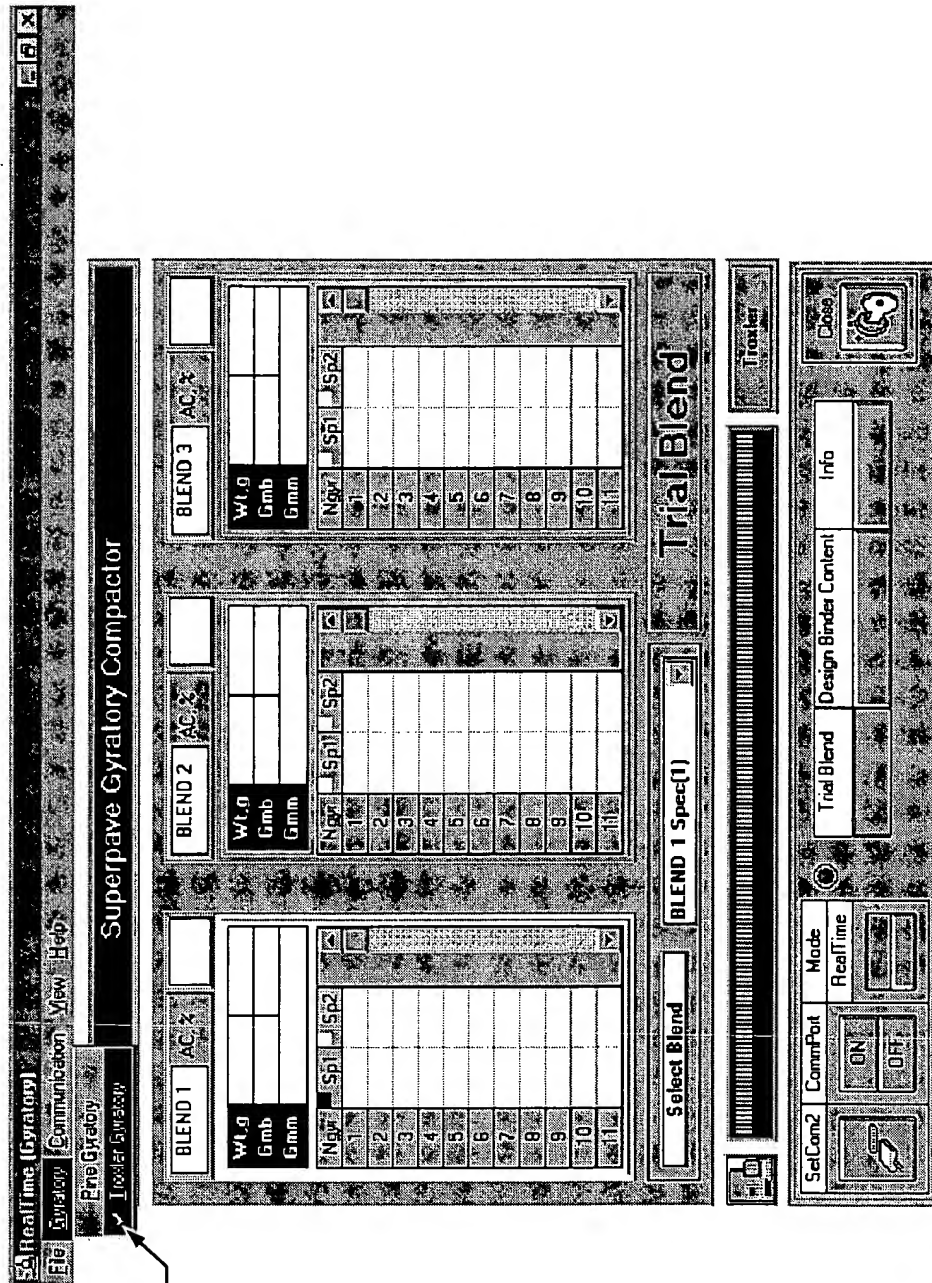 RealTime [Gyratory]
File Gyratory Communication View Help
Pine Gyratory
Troxler Gyratory
Superpave Gyratory Compactor
BLEND 1 AC, %
Wt.g
Gmb
Gmm
Ngyr Sp1 Sp2
1
2
3
4
5
6
7
8
9
10
11
BLEND 2 AC, %
Wt.g
Gmb
Gmm
Ngyr Sp1 Sp2
1
2
3
4
5
6
7
8
9
10
11
BLEND 3 AC, %
Wt.g
Gmb
Gmm
Ngyr Sp1 Sp2
1
2
3
4
5
6
7
8
9
10
11
Select Blend BLEND 1 Spec(1) Trial Blend
Troxler
SetCom2 CommPort Mode Trial Blend Design Binder Content Info Close
RealTime
ON
OFF